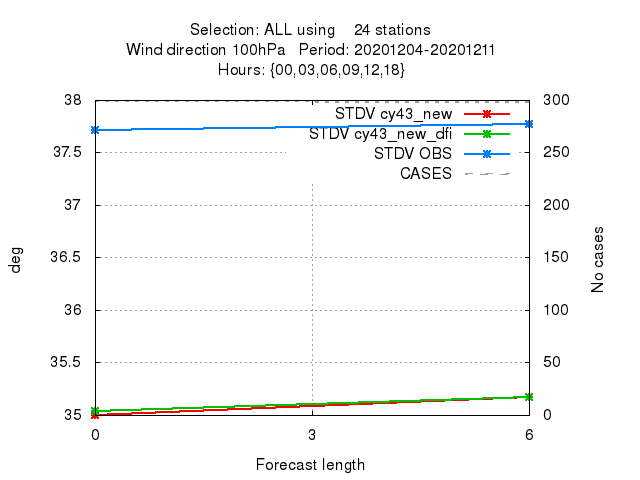 Selection: ALL using 24 stations
Wind direction 100hPa Period: 20201204-20201211
Hours: {00,03,06,09,12,18}
38
37.5
37
36.5
36
35.5
35
deg
300
250
200
150
100
50
0
No cases
STDV cy43_new
STDV cy43_new_dfi
STDV OBS
CASES
0 3 6
Forecast length